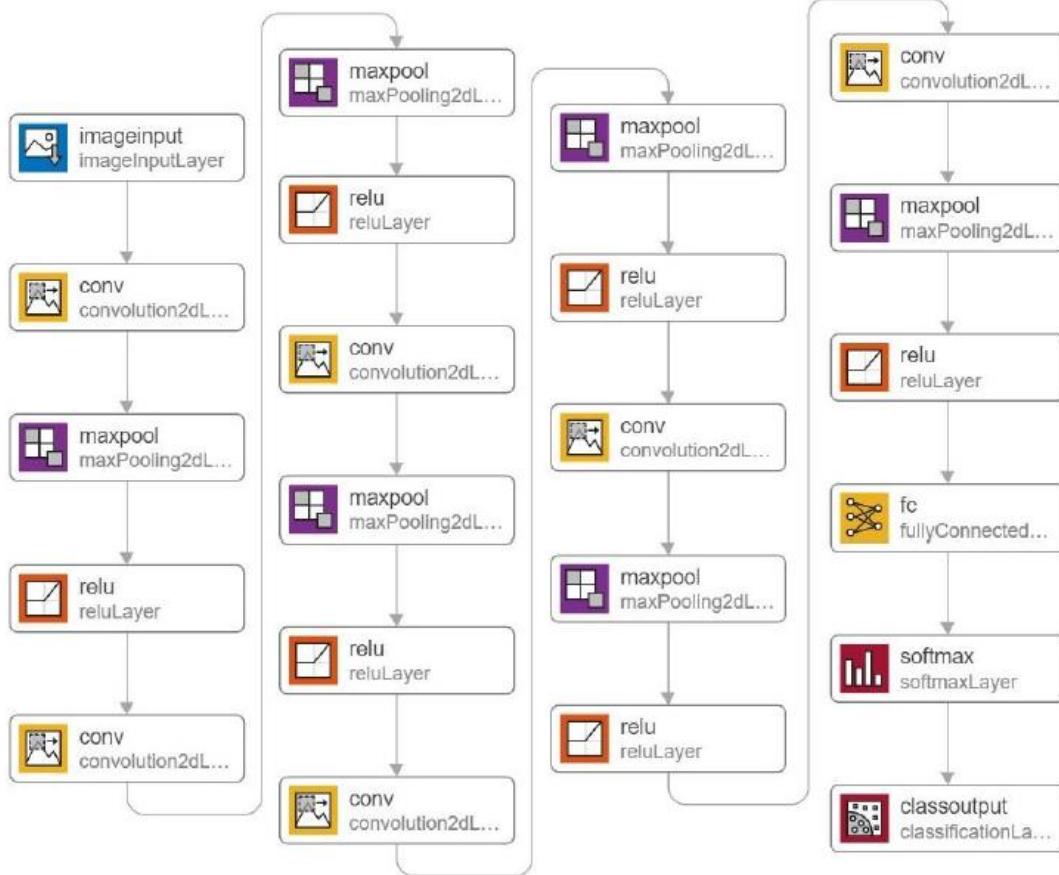 imageinput
imageInputLayer
conv
convolution2dL...
maxpool
maxPooling2dL...
relu
reluLayer
conv
convolution2dL...
maxpool
maxPooling2dL...
relu
reluLayer
conv
convolution2dL...
maxpool
maxPooling2dL...
relu
reluLayer
conv
convolution2dL...
maxpool
maxPooling2dL...
relu
reluLayer
conv
convolution2dL...
maxpool
maxPooling2dL...
relu
reluLayer
conv
convolution2dL...
maxpool
maxPooling2dL...
relu
reluLayer
fc
fullyConnected...
softmax
softmaxLayer
classoutput
classificationLa...